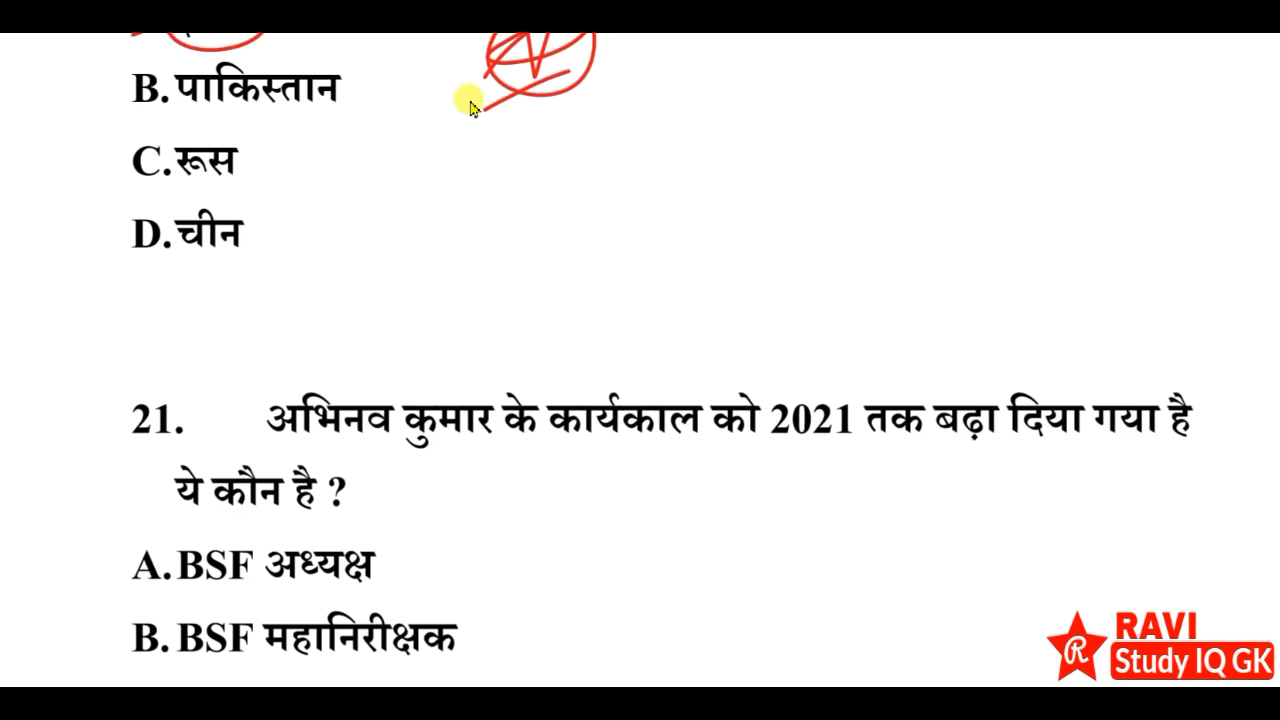 B. पाकिस्तान
C. रूस
D. चीन
21. अभिनव कुमार के कार्यकाल को 2021 तक बढ़ा दिया गया है
ये कौन है ?
A. BSF अध्यक्ष
B. BSF महानिरीक्षक
RAVI
R
Study IQ GK